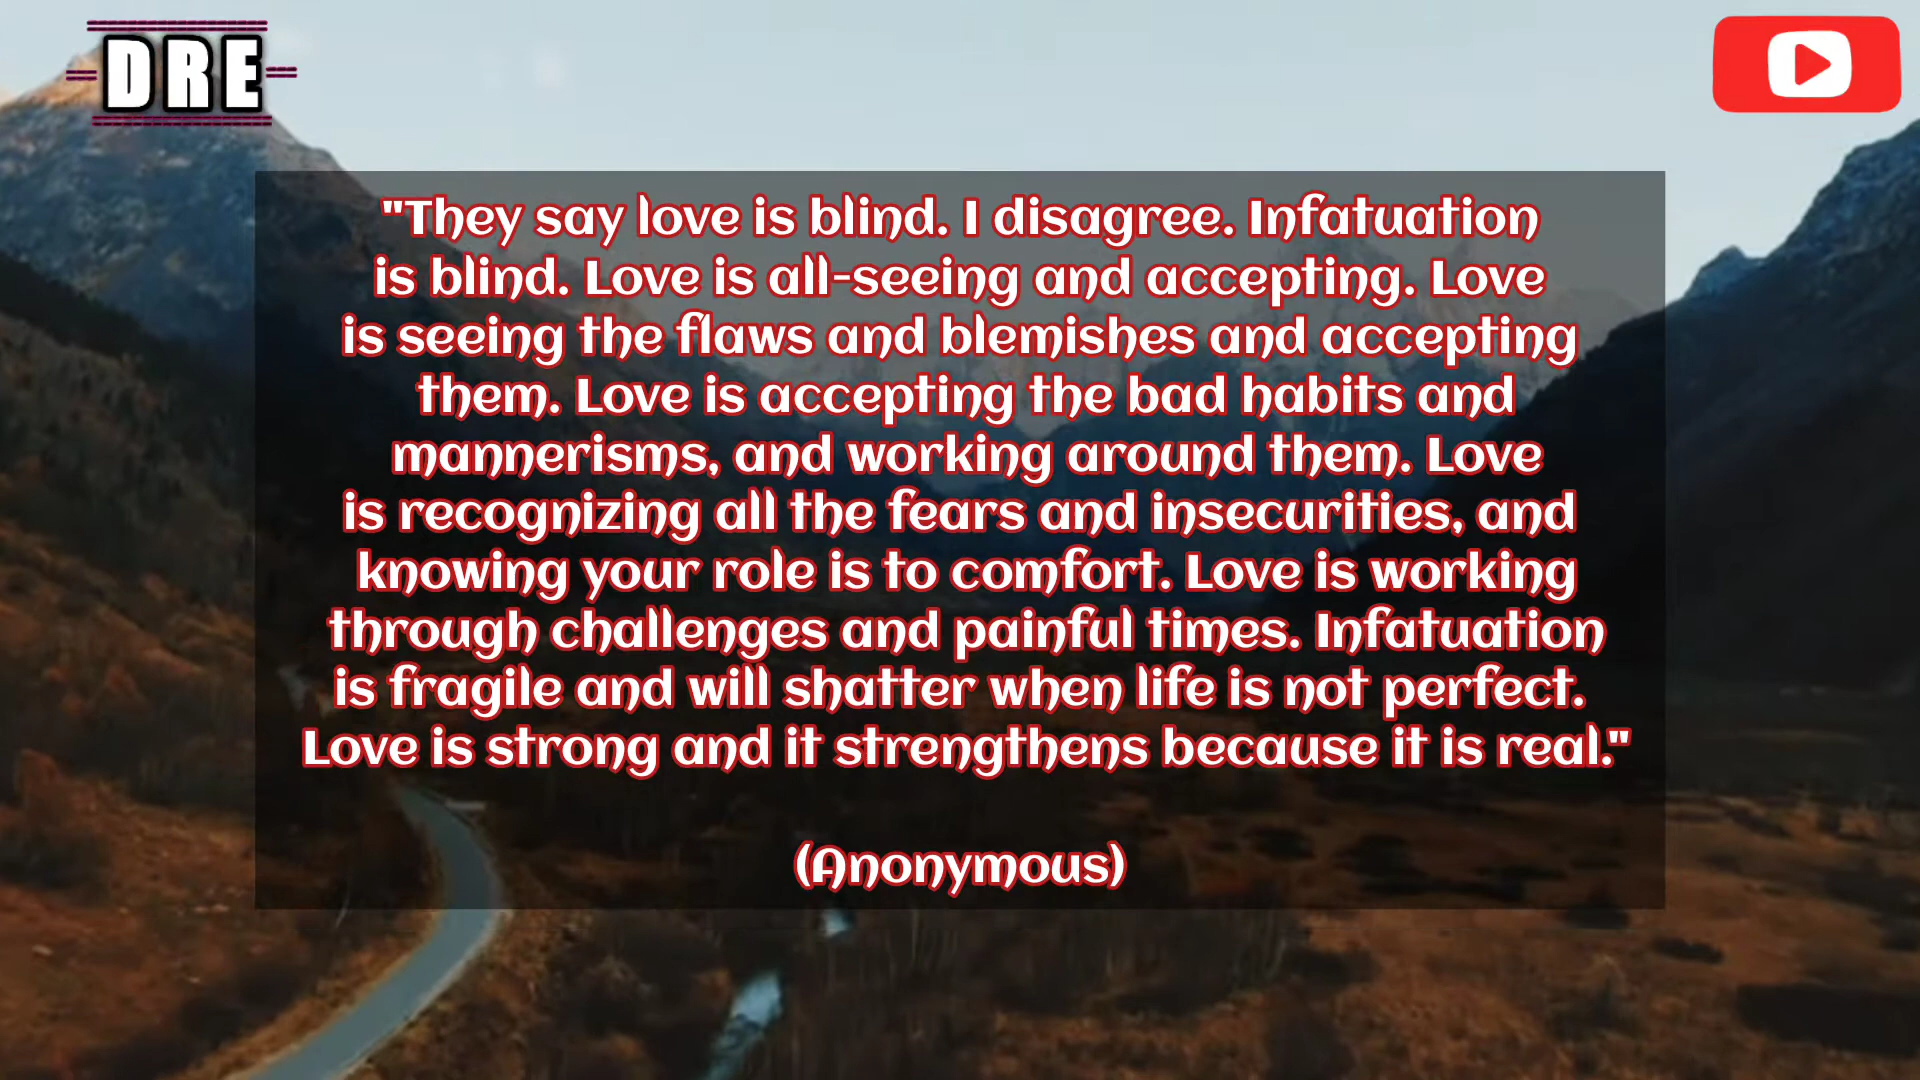 DRE
"They say love is blind. I disagree. Infatuation
is blind. Love is all-seeing and accepting. Love
is seeing the flaws and blemishes and accepting
them. Love is accepting the bad habits and
mannerisms, and working around them. Love
is recognizing all the fears and insecurities, and
knowing your role is to comfort. Love is working
through challenges and painful times. Infatuation
is fragile and will shatter when life is not perfect.
Love is strong and it strengthens because it is real."
(Anonymous)